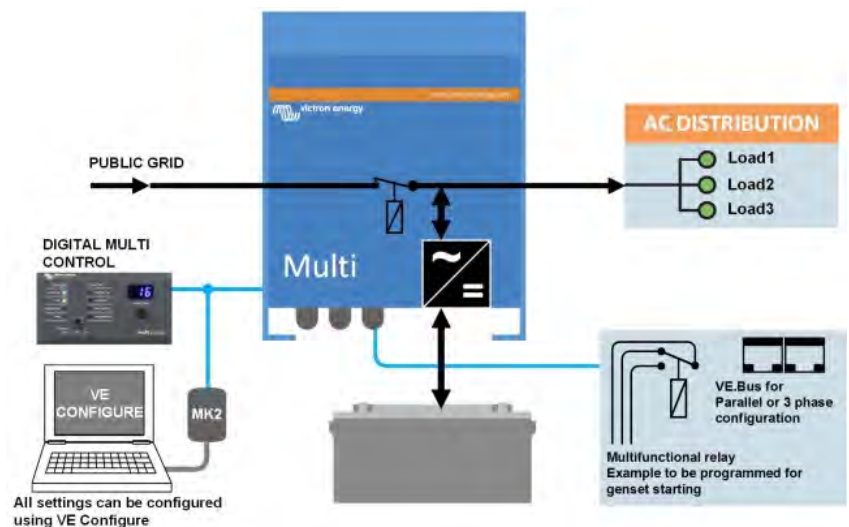 victron energy
AC DISTRIBUTION
PUBLIC GRID
Load1
Load2
Load3
DIGITAL MULTI
CONTROL
16
Multi
VE
CONFIGURE
MK2
VE.Bus for
Parallel or 3 phase
configuration
Multifunctional relay
Example to be programmed for
genset starting
All settings can be configured
using VE Configure